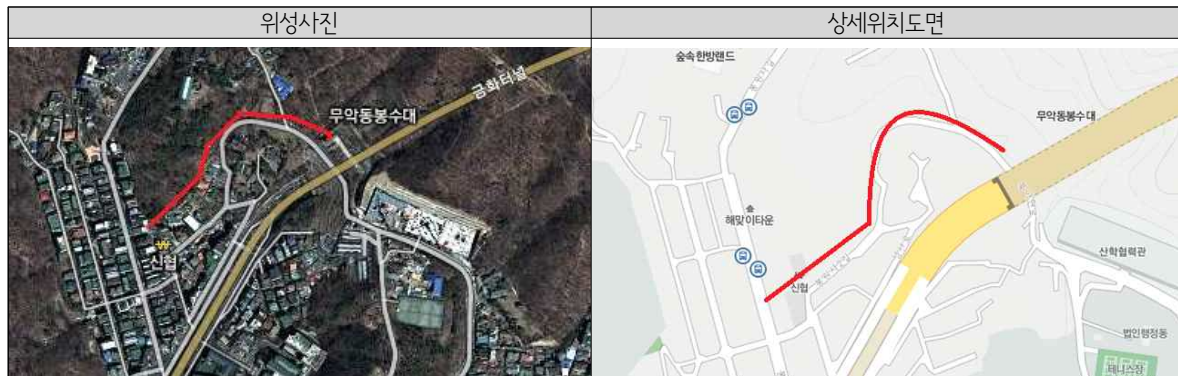 위성사진
상세위치도면
금화터널
무악동봉수대
₩
신협
숲속한방랜드
무악동봉수대
해맞이타운
신협
산학협력관
법인행정동
테니스장